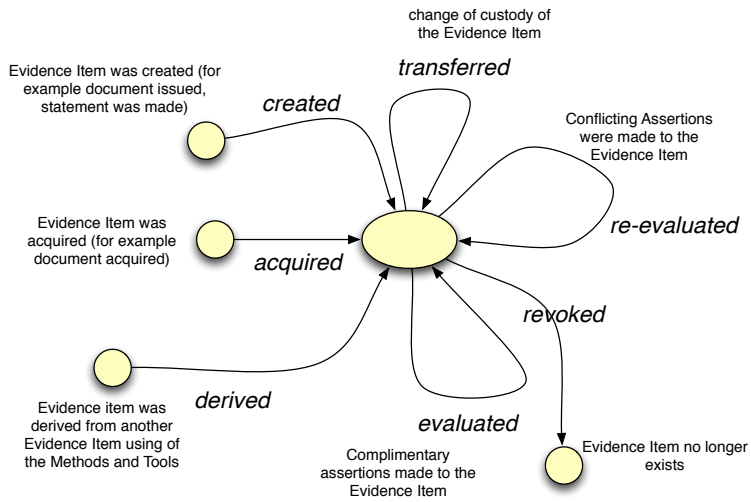 change of custody of
the Evidence Item
transferred
Evidence Item was created (for
example document issued,
statement was made)
created
Conflicting Assertions
were made to the
Evidence Item
re-evaluated
Evidence Item was
acquired (for example
document acquired)
acquired
revoked
derived
Evidence item was
derived from another
Evidence Item using of
the Methods and Tools
evaluated
Complimentary
assertions made to the
Evidence Item
Evidence Item no longer
exists